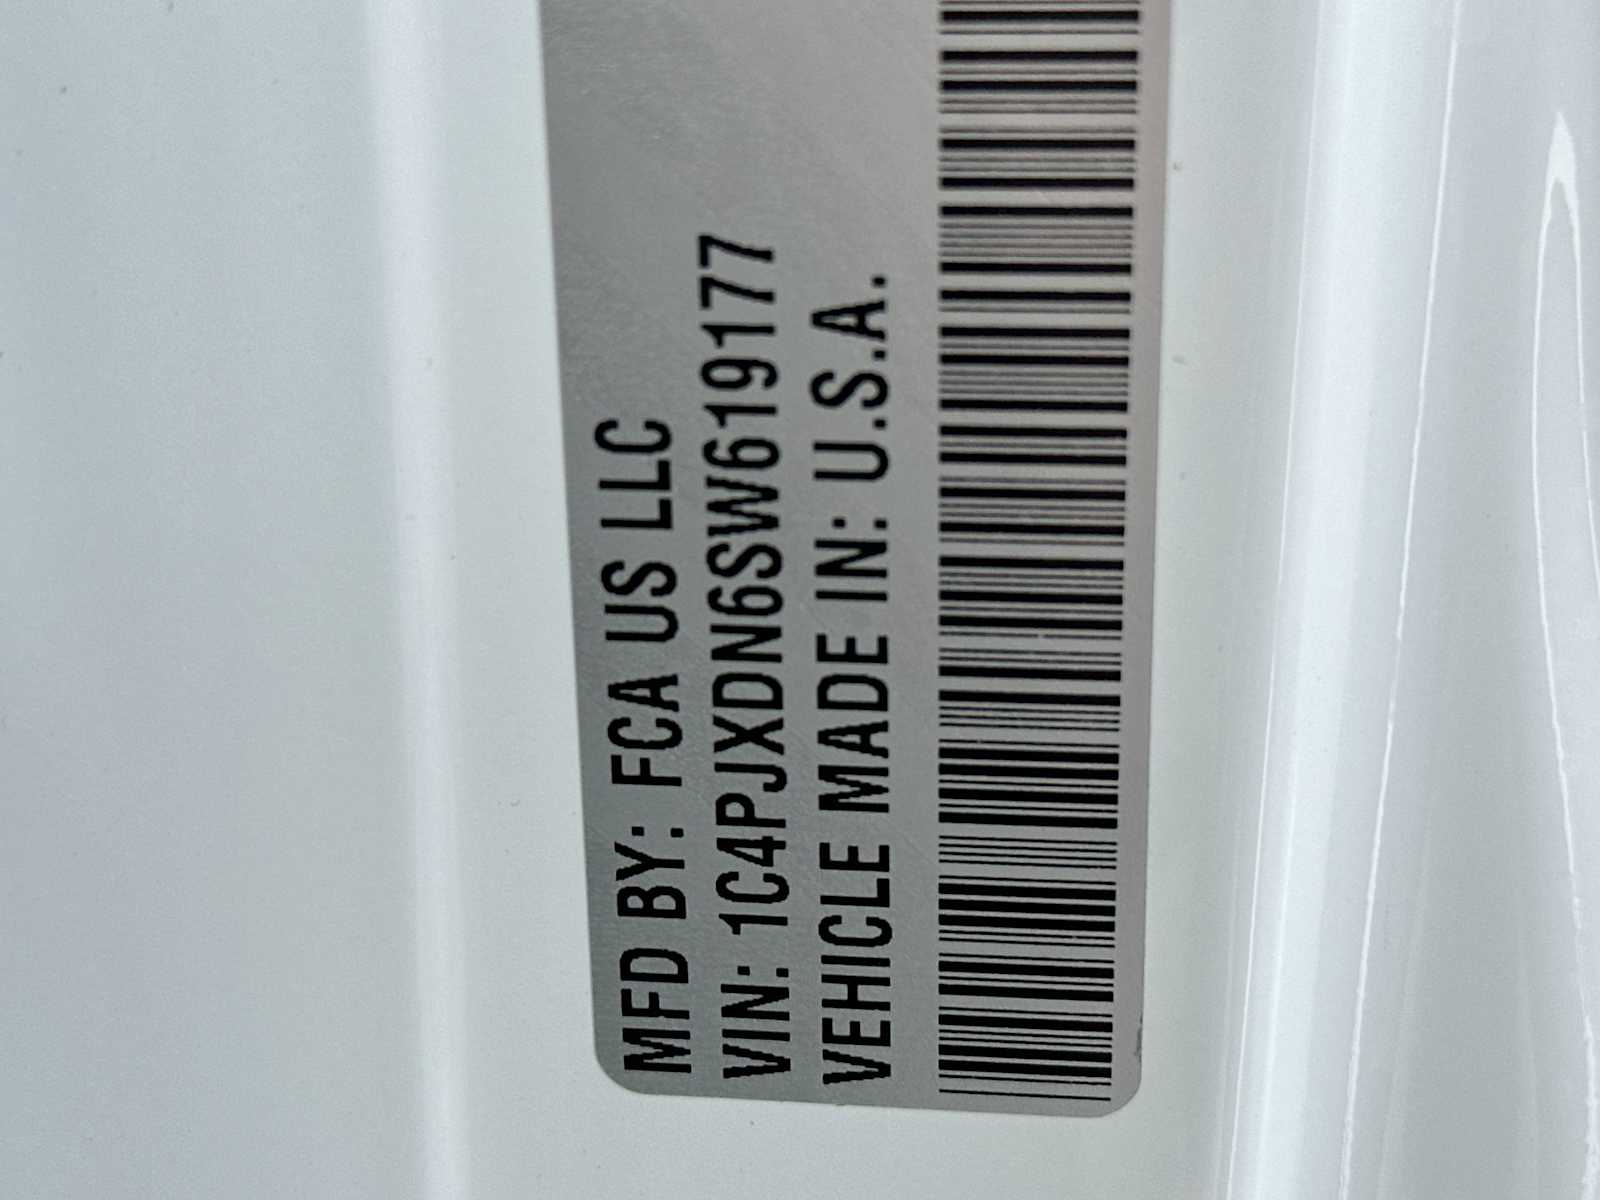 MFD BY: FCA US LLC
VIN: 1C4PJXDN6SW619177
VEHICLE MADE IN: U.S.A.